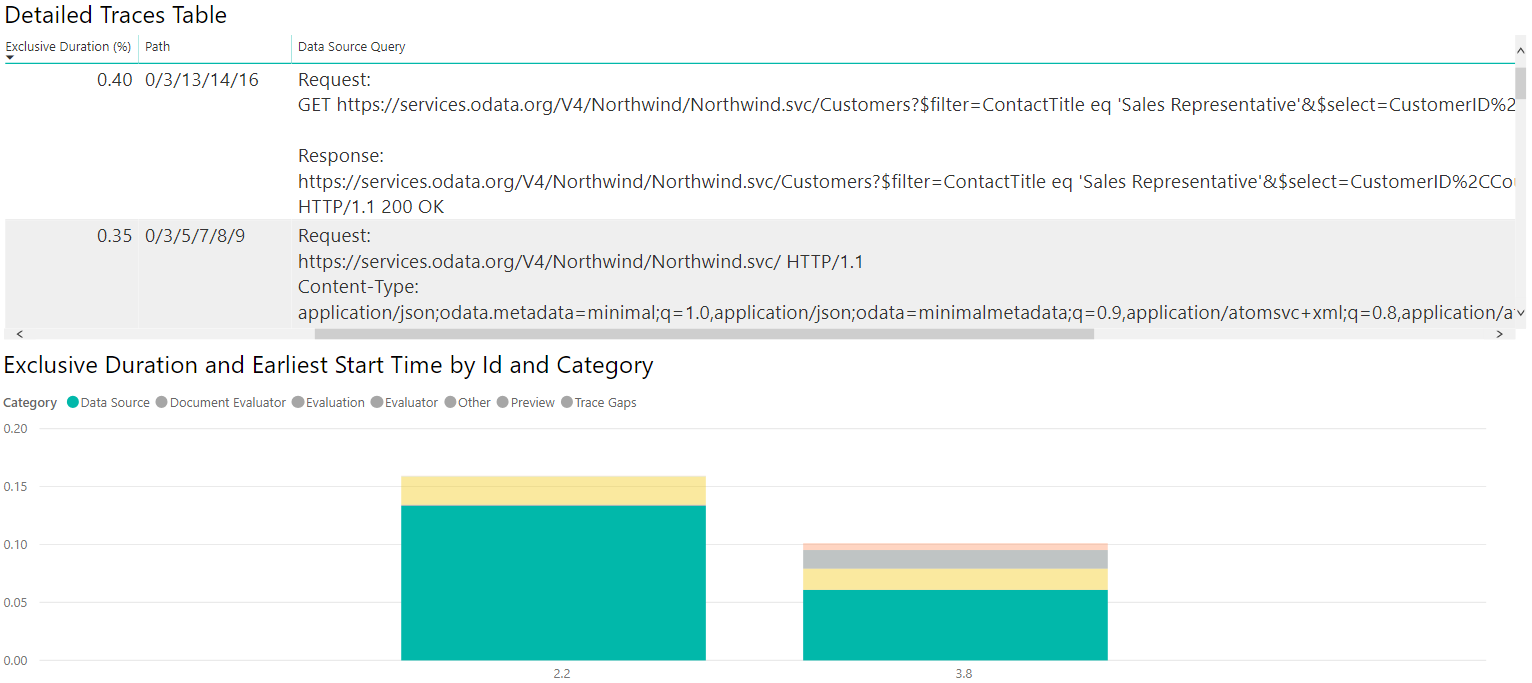 Detailed Traces Table
Exclusive Duration (%) Path Data Source Query
0.40 0/3/13/14/16 Request:
GET https://services.odata.org/V4/Northwind/Northwind.svc/Customers?$filter=ContactTitle eq 'Sales Representative'&$select=CustomerID%2
Response:
https://services.odata.org/V4/Northwind/Northwind.svc/Customers?$filter=ContactTitle eq 'Sales Representative'&$select=CustomerID%2CCou
HTTP/1.1 200 OK
0.35 0/3/5/7/8/9 Request:
https://services.odata.org/V4/Northwind/Northwind.svc/ HTTP/1.1
Content-Type:
application/json;odata.metadata=minimal;q=1.0,application/json;odata=minimalmetadata;q=0.9,application/atomsvc+xml;q=0.8,application/at
Exclusive Duration and Earliest Start Time by Id and Category
Category Data Source Document Evaluator Evaluation Evaluator Other Preview Trace Gaps
0.20
0.15
0.10
0.05
0.00
2.2 3.8